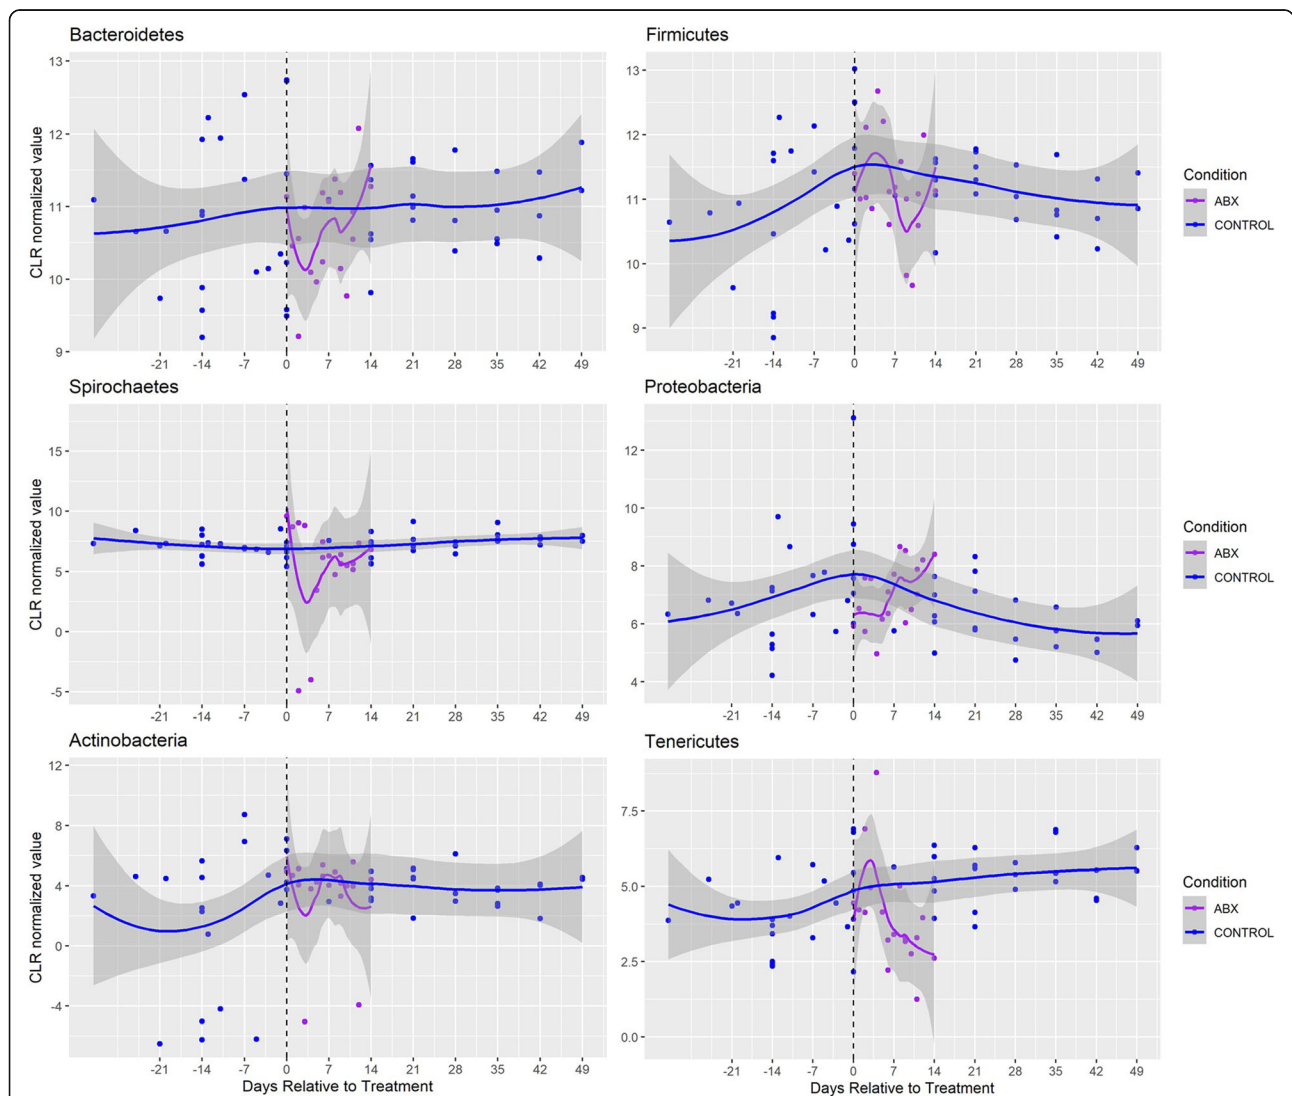 Bacteroidetes
Firmicutes
CLR normalized value
13
12
11
10
9
-21 -14 -7 0 7 14 21 28 35 42 49
13
12
11
10
9
-21 -14 -7 0 7 14 21 28 35 42 49
Condition
ABX
CONTROL
Spirochaetes
Proteobacteria
CLR normalized value
15
10
5
0
-5
-21 -14 -7 0 7 14 21 28 35 42 49
12
10
8
6
4
-21 -14 -7 0 7 14 21 28 35 42 49
Condition
ABX
CONTROL
Actinobacteria
Tenericutes
CLR normalized value
12
8
4
0
-4
-21 -14 -7 0 7 14 21 28 35 42 49
Days Relative to Treatment
7.5
5.0
2.5
0.0
-21 -14 -7 0 7 14 21 28 35 42 49
Days Relative to Treatment
Condition
ABX
CONTROL